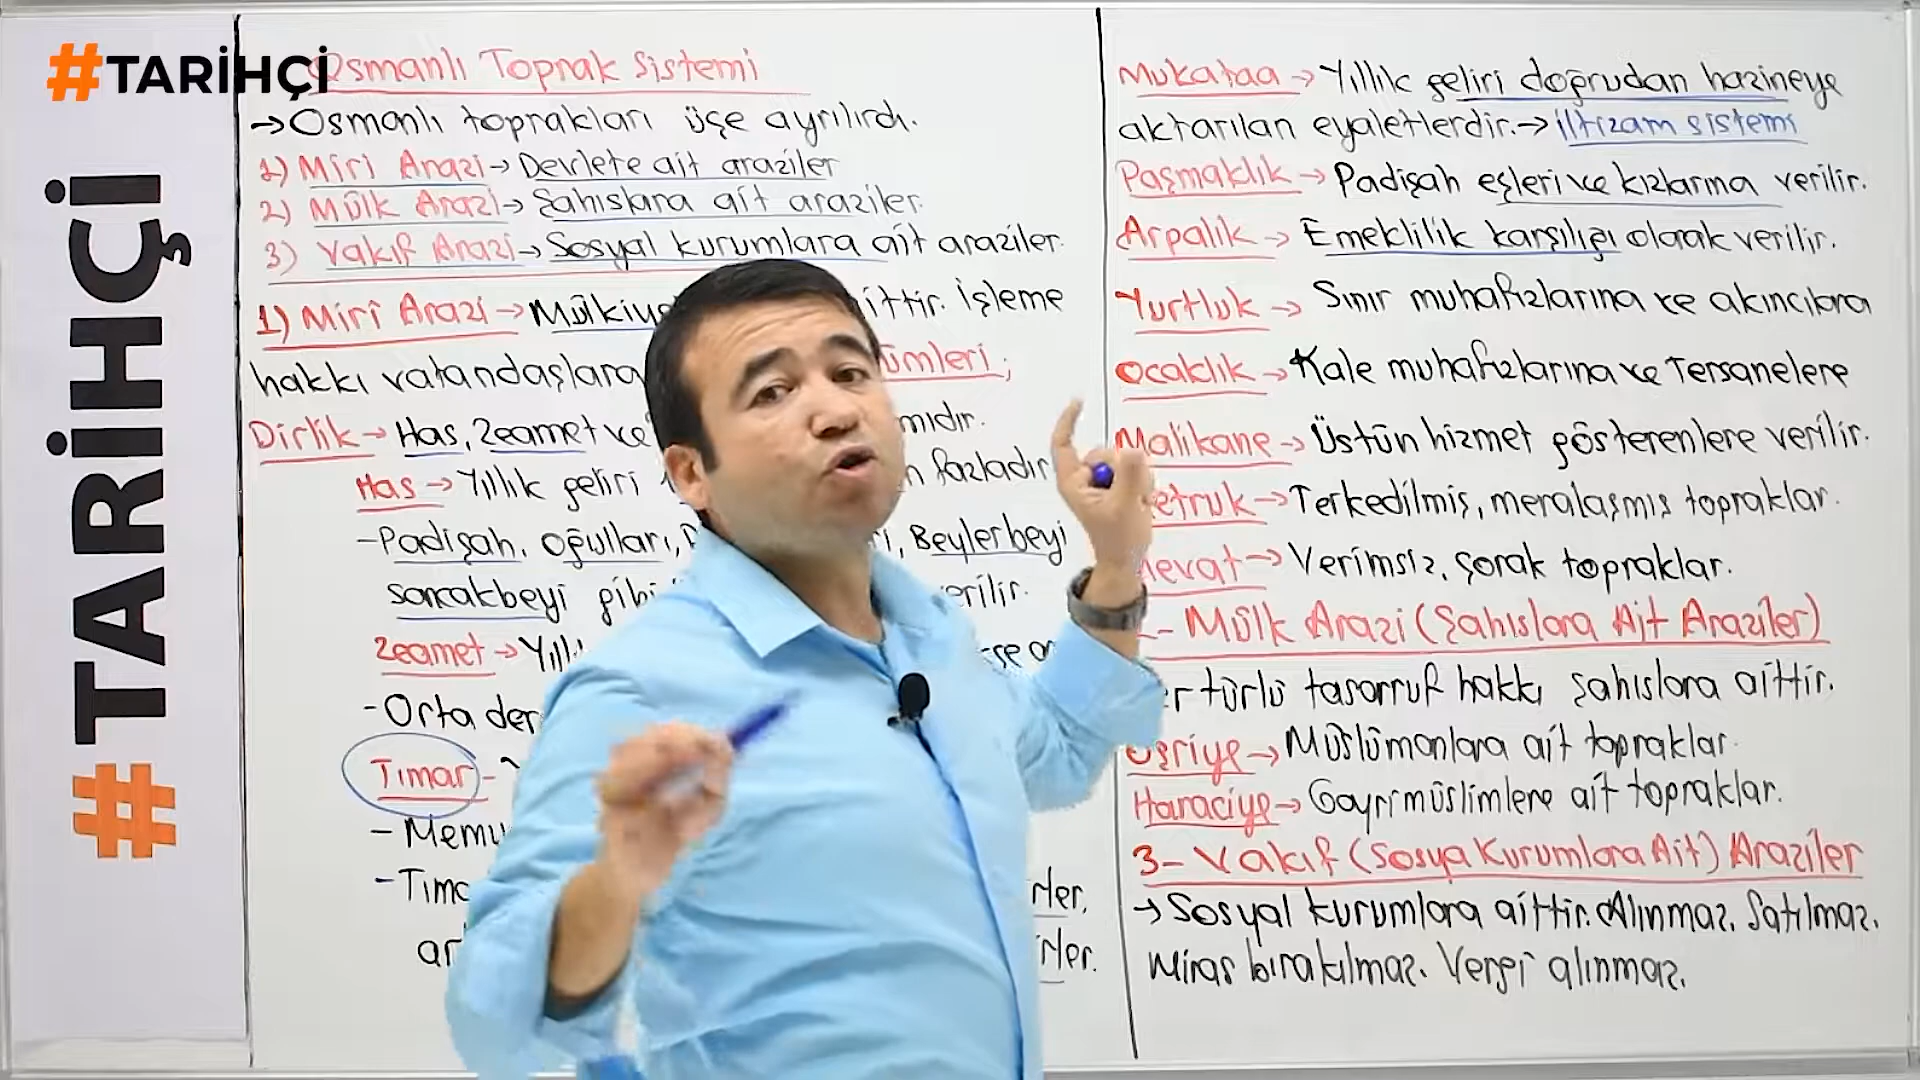 #TARİHÇİ
#TARİHÇİ
Osmanlı Toprak Sistemi
→Osmanlı toprakları üçe ayrılırdı.
1) Miri Arazi→Devlete ait araziler
2) Mülk Arazi→Şahıslara ait araziler.
3) Vakıf Arazi→Sosyal kurumlara ait araziler.
1) Mirî Arazi→Mülkiye ittir. İşleme
hakkı vatandaşlara ümleri;
Dirlik→Has, Zeamet ve mıdır.
Has→Yıllık geliri n fazladır
-Padişah, oğulları, i, Beylerbeyi
sancakbeyi gibi erilir.
Zeamet→Yıllı
-Orta der
Tımar-
-Memu
-Tıma rler.
ar rler.
Mukataa→Yıllık geliri doğrudan hazineye
aktarılan eyaletlerdir.→iltizam sistemi
Paşmaklık→Padişah eşleri ve kızlarına verilir.
Arpalık→Emeklilik karşılığı olarak verilir.
Yurtluk→Sınır muhafızlarına ve akıncılara
Ocaklık→Kale muhafızlarına ve Tersanelere
Malikane→Üstün hizmet gösterenlere verilir.
etruk→Terkedilmiş, meralaşmış topraklar.
evat→Verimsiz, çorak topraklar.
- Mülk Arazi (Şahıslara Ait Araziler)
er türlü tasarruf hakkı şahıslara aittir.
Öşriye→Müslümanlara ait topraklar.
Haraciye→Gayrimüslimlere ait topraklar.
3- Vakıf (Sosya Kurumlara Ait) Araziler
→Sosyal kurumlara aittir. Alınmaz. Satılmaz.
Miras bırakılmaz. Vergi alınmaz.